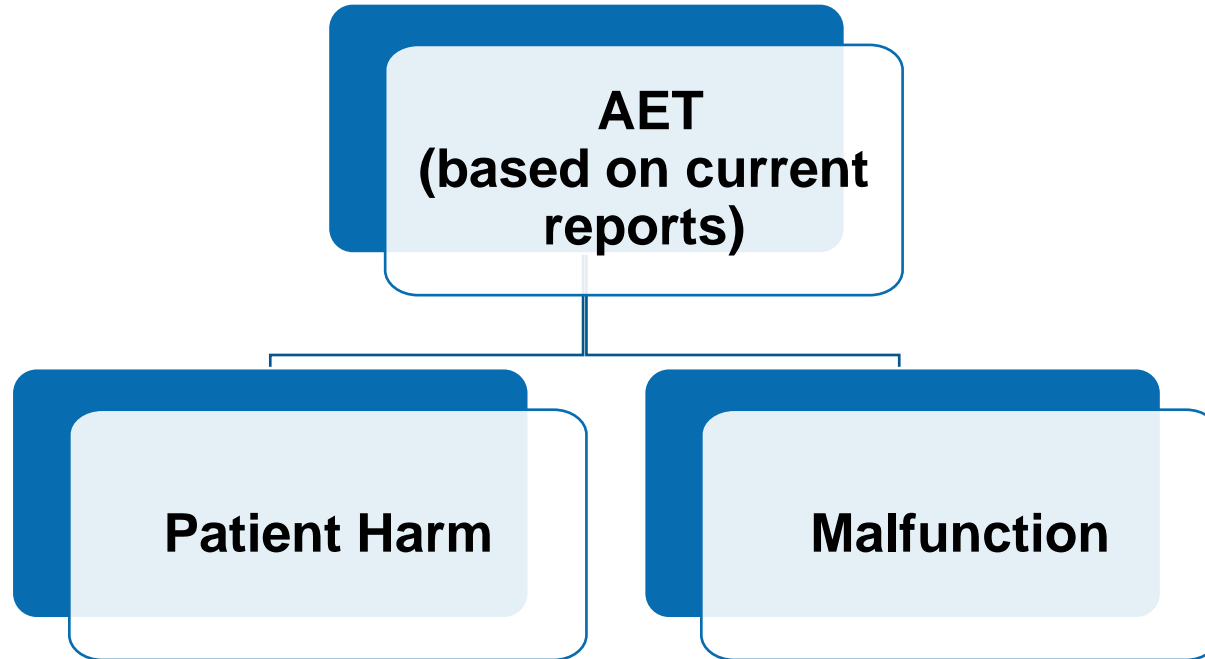 AET
(based on current
reports)
Patient Harm
Malfunction